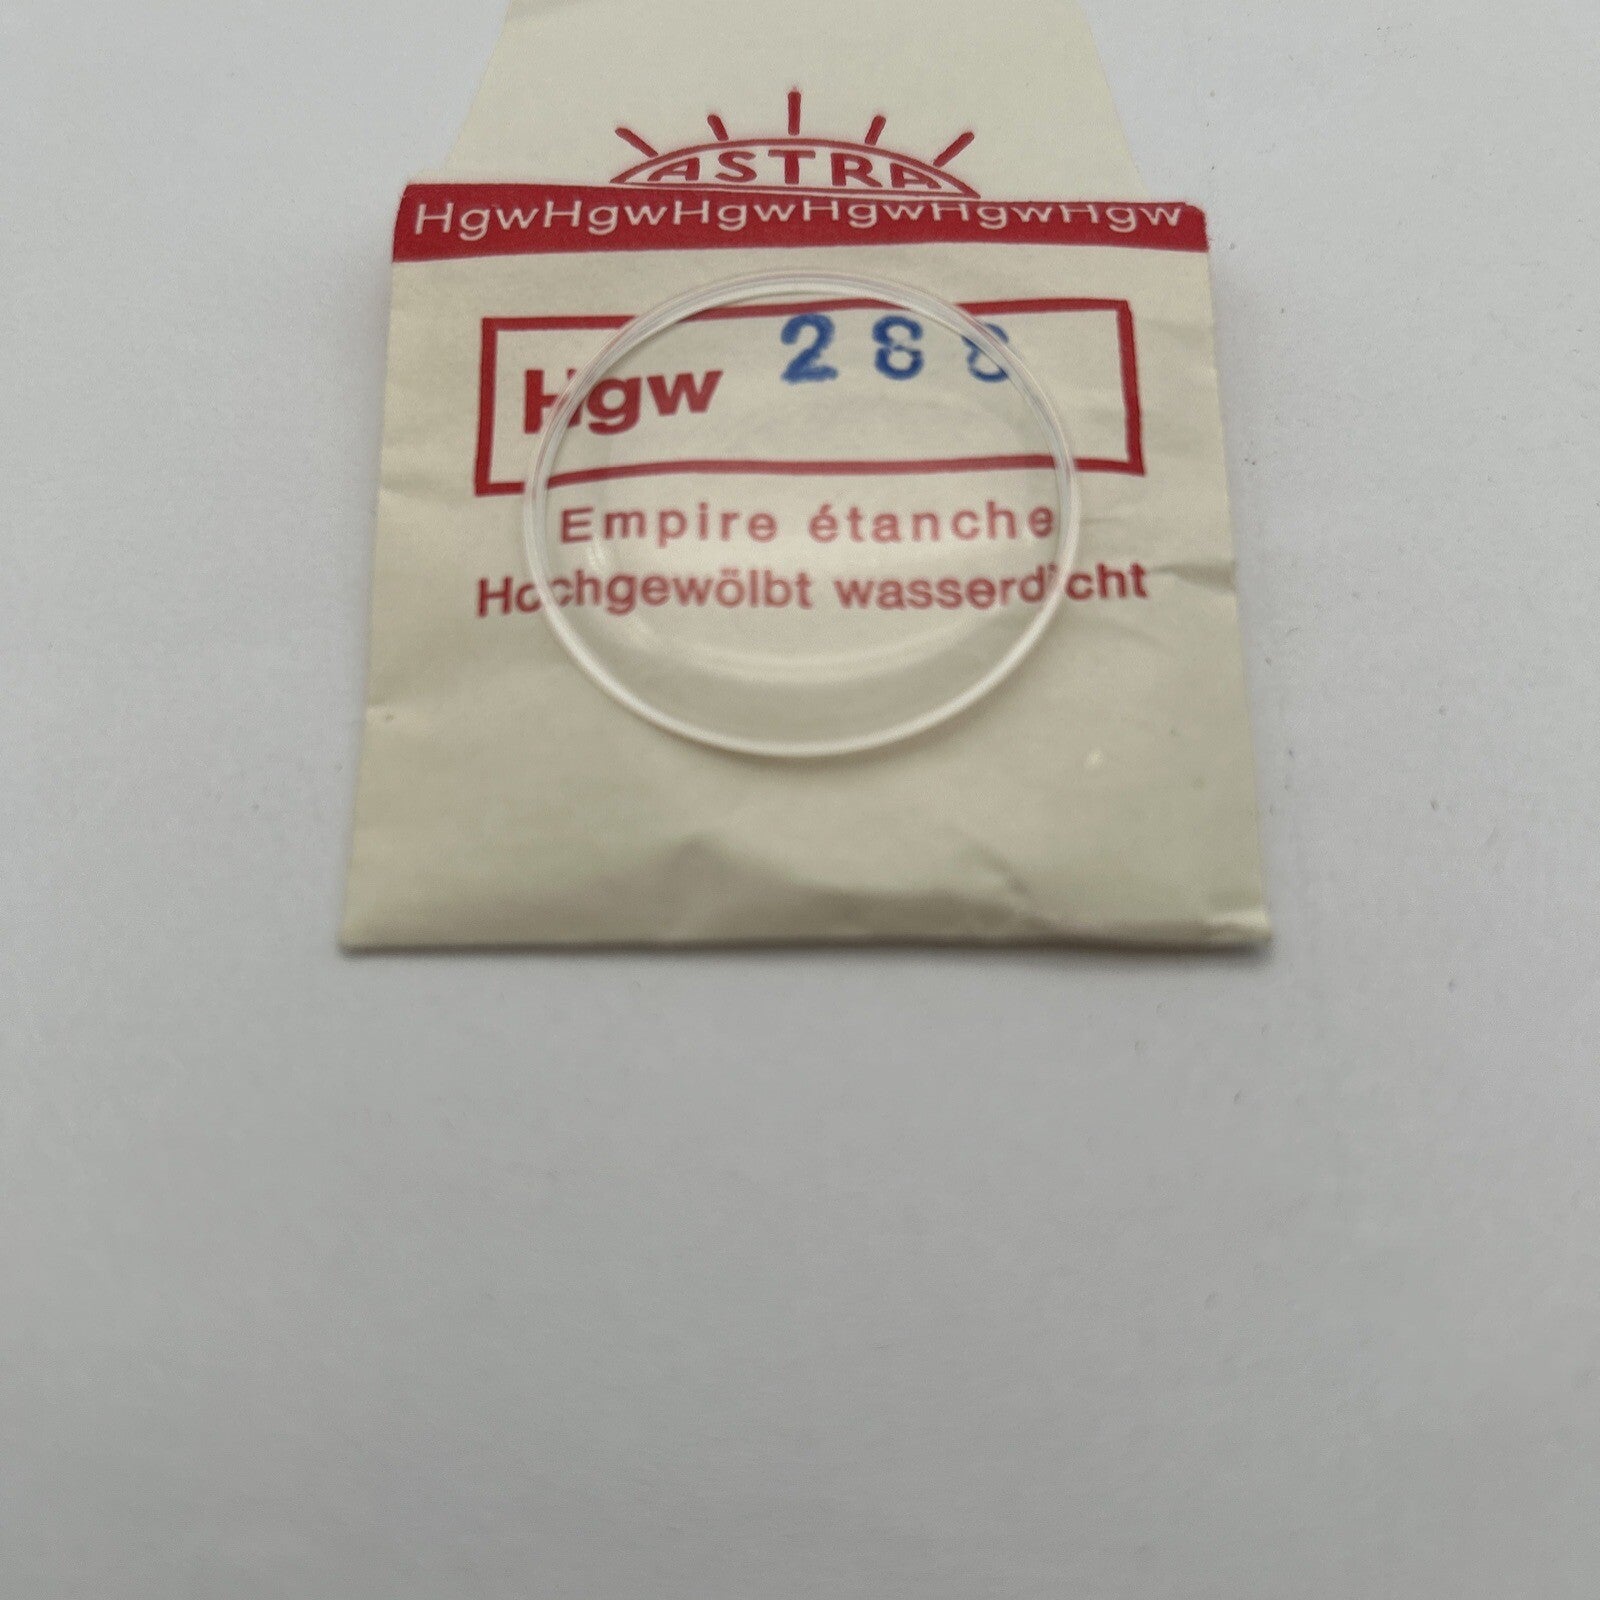 ASTRA
HgwHgwHgwHgwHgwHgw
Hgw 288
Empire étanche
Hochgewölbt wasserdicht